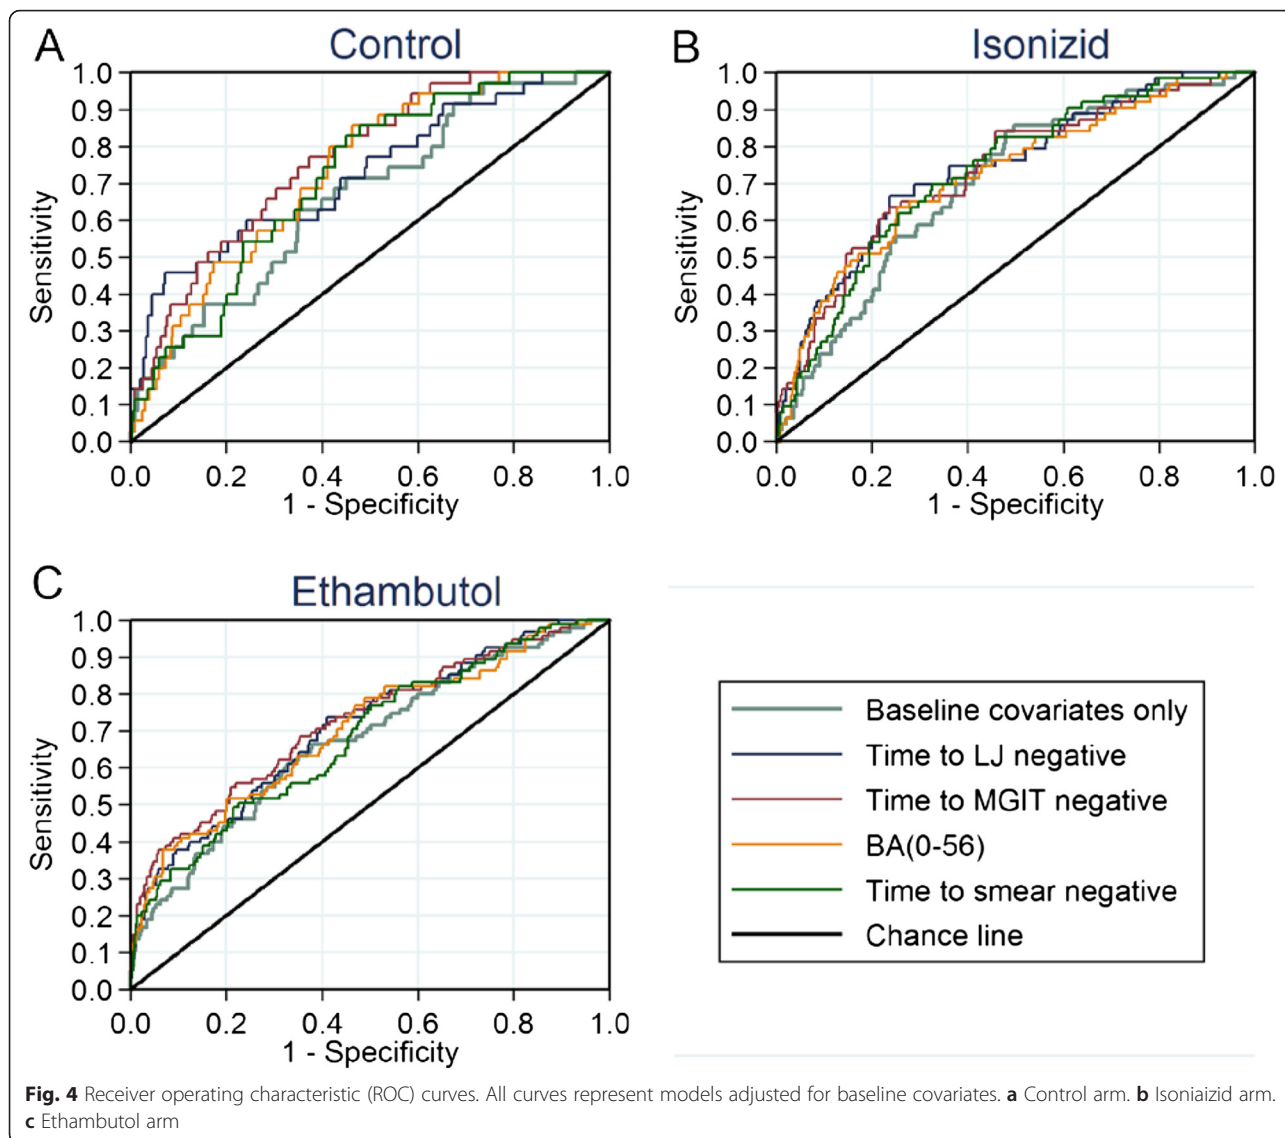 A
Control
1.0
0.9
0.8
0.7
0.6
0.5
0.4
0.3
0.2
0.1
0.0
Sensitivity
0.0 0.2 0.4 0.6 0.8 1.0
1 - Specificity
B
Isonizid
1.0
0.9
0.8
0.7
0.6
0.5
0.4
0.3
0.2
0.1
0.0
Sensitivity
0.0 0.2 0.4 0.6 0.8 1.0
1 - Specificity
C
Ethambutol
1.0
0.9
0.8
0.7
0.6
0.5
0.4
0.3
0.2
0.1
0.0
Sensitivity
0.0 0.2 0.4 0.6 0.8 1.0
1 - Specificity
Baseline covariates only
Time to LJ negative
Time to MGIT negative
BA(0-56)
Time to smear negative
Chance line
Fig. 4 Receiver operating characteristic (ROC) curves. All curves represent models adjusted for baseline covariates. a Control arm. b Isoniaizid arm.
c Ethambutol arm